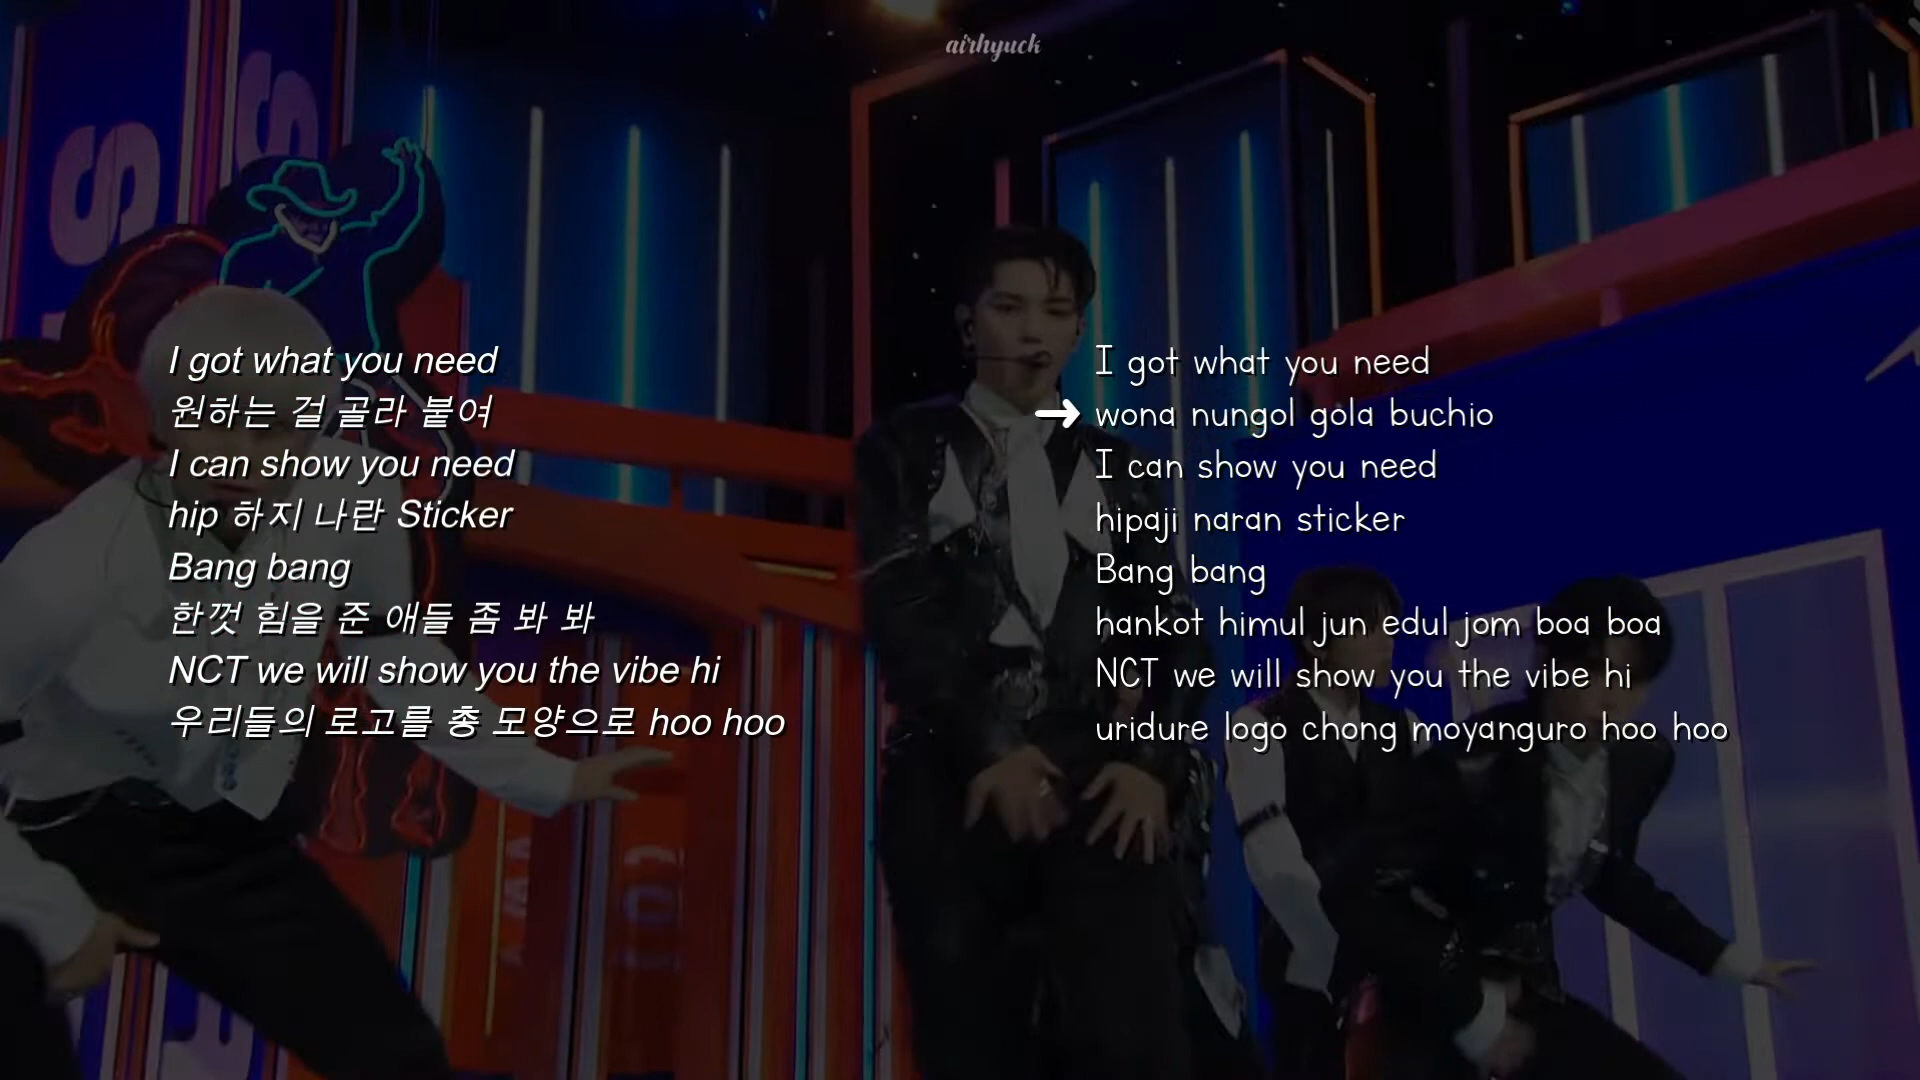 airhyuck
I got what you need
원하는 걸 골라 붙여
I can show you need
hip 하지 나란 Sticker
Bang bang
한껏 힘을 준 애들 좀 봐 봐
NCT we will show you the vibe hi
우리들의 로고를 총 모양으로 hoo hoo
I got what you need
wona nungol gola buchio
I can show you need
hipaji naran sticker
Bang bang
hankot himul jun edul jom boa boa
NCT we will show you the vibe hi
uridure logo chong moyanguro hoo hoo